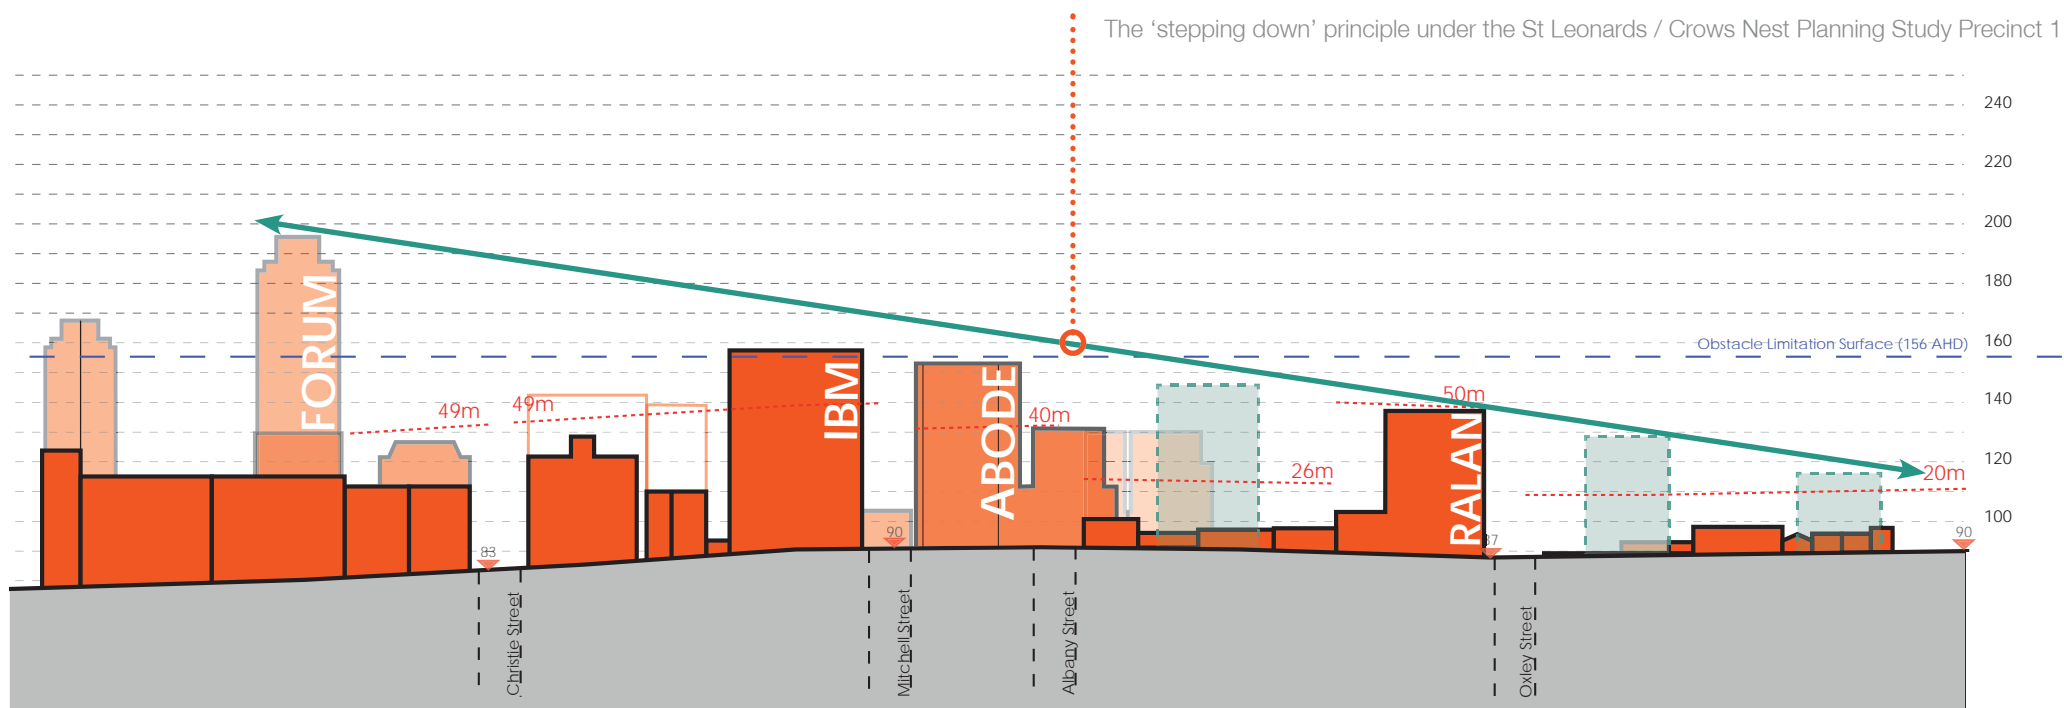 The ‘stepping down’ principle under the St Leonards / Crows Nest Planning Study Precinct 1
240
220
200
180
160
Obstacle Limitation Surface (156 AHD)
140
120
100
FORUM
IBM
ABODE
RALAN
49m
49m
40m
26m
50m
20m
83
90
87
90
Christie Street
Mitchell Street
Albany Street
Oxley Street